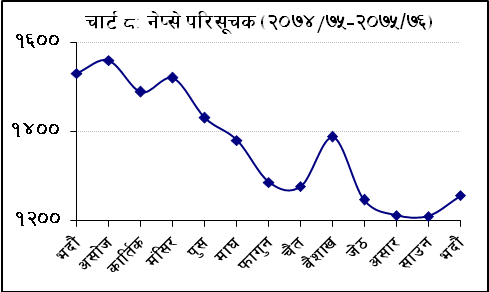 चार्ट ८: नेप्से परिसूचक (२०७४/७५-२०७५/७६)
१६००
१४००
१२००
भदौ
असोज
कार्तिक
मंसिर
पुस
माघ
फागुन
चैत
बैशाख
जेठ
असार
साउन
भदौ